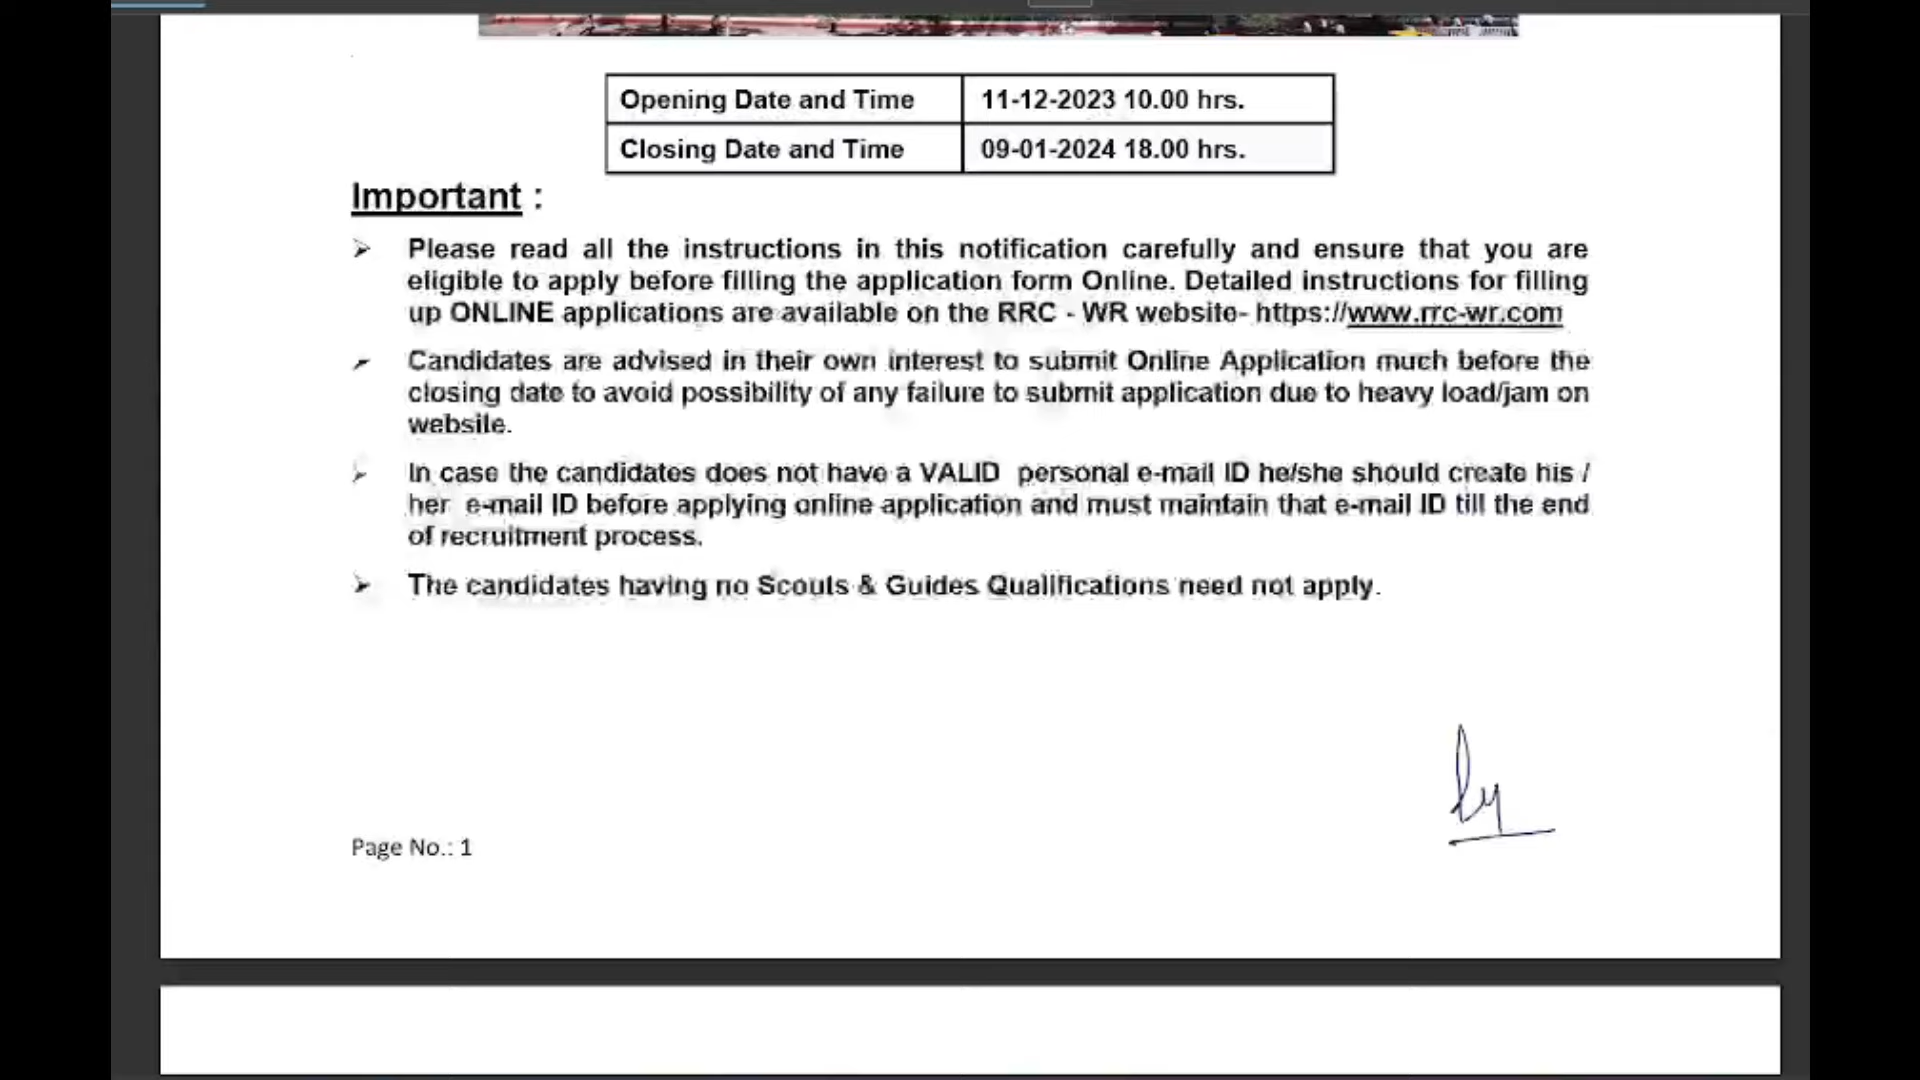 Opening Date and Time 11-12-2023 10.00 hrs.
Closing Date and Time 09-01-2024 18.00 hrs.
Important :
➢ Please read all the instructions in this notification carefully and ensure that you are
eligible to apply before filling the application form Online. Detailed instructions for filling
up ONLINE applications are available on the RRC - WR website- https://www.rrc-wr.com
➢ Candidates are advised in their own interest to submit Online Application much before the
closing date to avoid possibility of any failure to submit application due to heavy load/jam on
website.
➢ In case the candidates does not have a VALID personal e-mail ID he/she should create his /
her e-mail ID before applying online application and must maintain that e-mail ID till the end
of recruitment process.
➢ The candidates having no Scouts & Guides Qualifications need not apply.
Page No.: 1